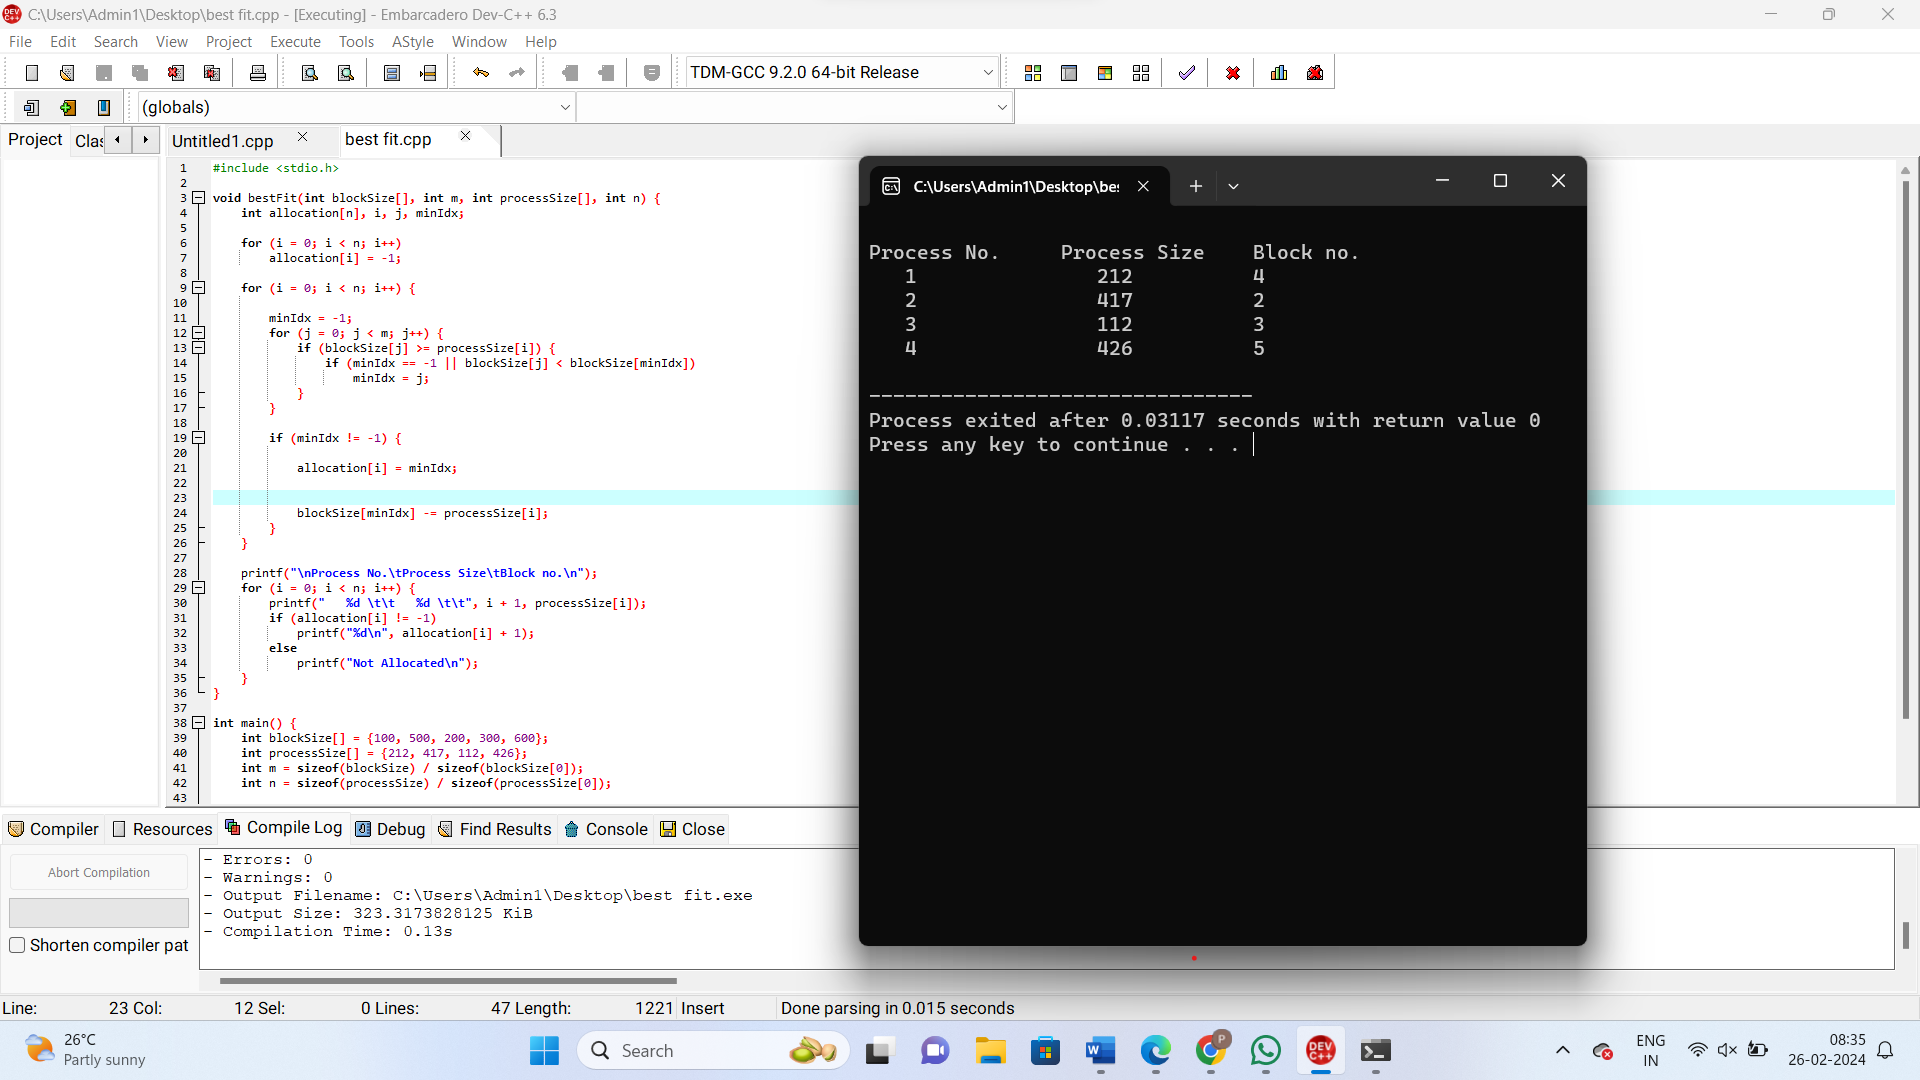 C:\Users\Admin1\Desktop\best fit.cpp - [Executing] - Embarcadero Dev-C++ 6.3
File Edit Search View Project Execute Tools AStyle Window Help
TDM-GCC 9.2.0 64-bit Release
(globals)
Project Clas
Untitled1.cpp best fit.cpp
1 #include <stdio.h>
2
3 void bestFit(int blockSize[], int m, int processSize[], int n) {
4 int allocation[n], i, j, minIdx;
5
6 for (i = 0; i < n; i++)
7 allocation[i] = -1;
8
9 for (i = 0; i < n; i++) {
10
11 minIdx = -1;
12 for (j = 0; j < m; j++) {
13 if (blockSize[j] >= processSize[i]) {
14 if (minIdx == -1 || blockSize[j] < blockSize[minIdx])
15 minIdx = j;
16 }
17 }
18
19 if (minIdx != -1) {
20
21 allocation[i] = minIdx;
22
23
24 blockSize[minIdx] -= processSize[i];
25 }
26 }
27
28 printf("\nProcess No.\tProcess Size\tBlock no.\n");
29 for (i = 0; i < n; i++) {
30 printf("   %d \t\t   %d \t\t", i + 1, processSize[i]);
31 if (allocation[i] != -1)
32 printf("%d\n", allocation[i] + 1);
33 else
34 printf("Not Allocated\n");
35 }
36 }
37
38 int main() {
39 int blockSize[] = {100, 500, 200, 300, 600};
40 int processSize[] = {212, 417, 112, 426};
41 int m = sizeof(blockSize) / sizeof(blockSize[0]);
42 int n = sizeof(processSize) / sizeof(processSize[0]);
43
C:\Users\Admin1\Desktop\bes
Process No. Process Size Block no.
1 212 4
2 417 2
3 112 3
4 426 5
--------------------------------
Process exited after 0.03117 seconds with return value 0
Press any key to continue . . .
Compiler Resources Compile Log Debug Find Results Console Close
Abort Compilation
Shorten compiler pat
- Errors: 0
- Warnings: 0
- Output Filename: C:\Users\Admin1\Desktop\best fit.exe
- Output Size: 323.3173828125 KiB
- Compilation Time: 0.13s
Line: 23 Col: 12 Sel: 0 Lines: 47 Length: 1221 Insert Done parsing in 0.015 seconds
26°C
Partly sunny
Search
DEV C++
ENG
IN
08:35
26-02-2024